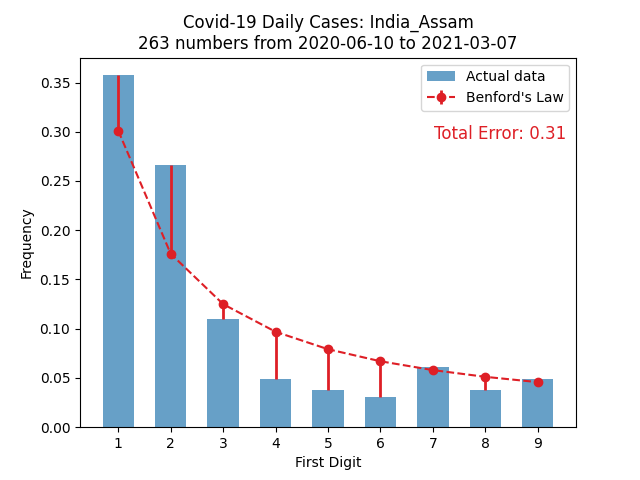 Covid-19 Daily Cases: India_Assam
263 numbers from 2020-06-10 to 2021-03-07
Actual data
Benford's Law
Total Error: 0.31
Frequency
0.35
0.30
0.25
0.20
0.15
0.10
0.05
0.00
1 2 3 4 5 6 7 8 9
First Digit